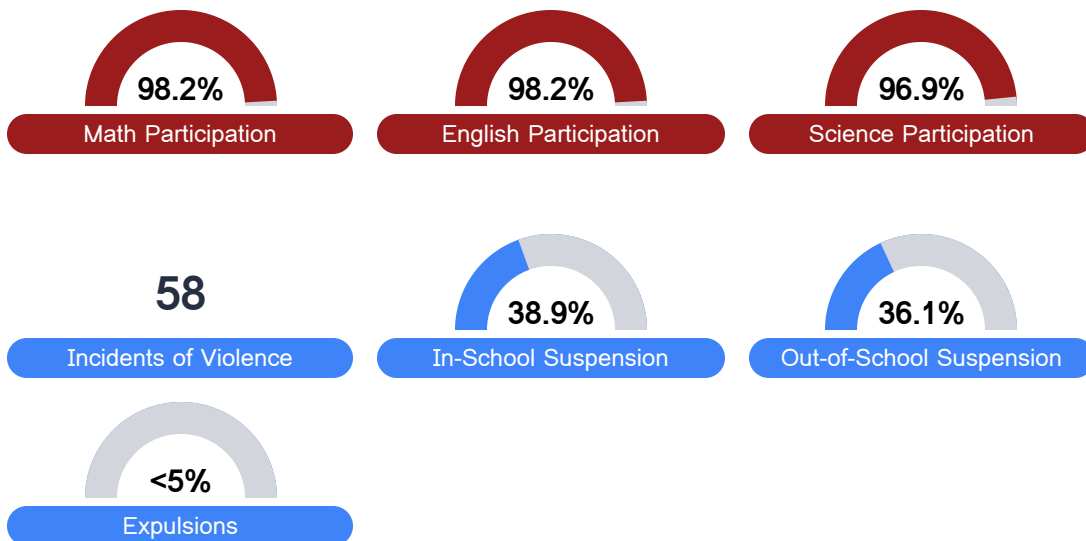 98.2%
Math Participation
98.2%
English Participation
96.9%
Science Participation
58
Incidents of Violence
38.9%
In-School Suspension
36.1%
Out-of-School Suspension
<5%
Expulsions